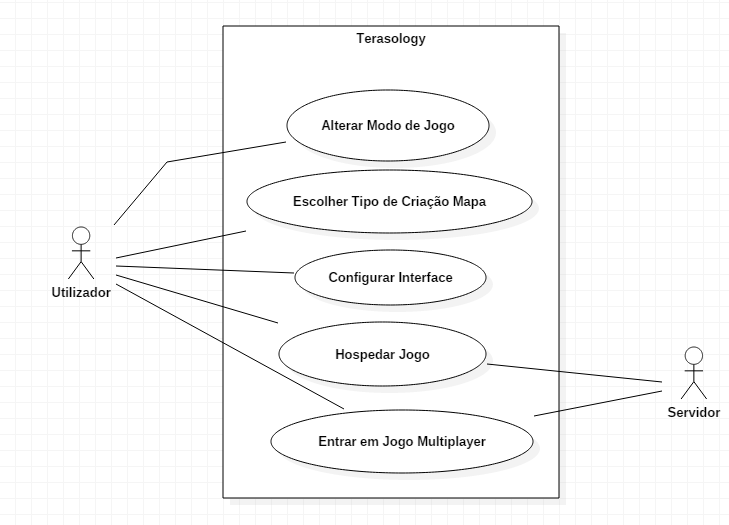 Terasology
Alterar Modo de Jogo
Escolher Tipo de Criação Mapa
Configurar Interface
Utilizador
Hospedar Jogo
Servidor
Entrar em Jogo Multiplayer